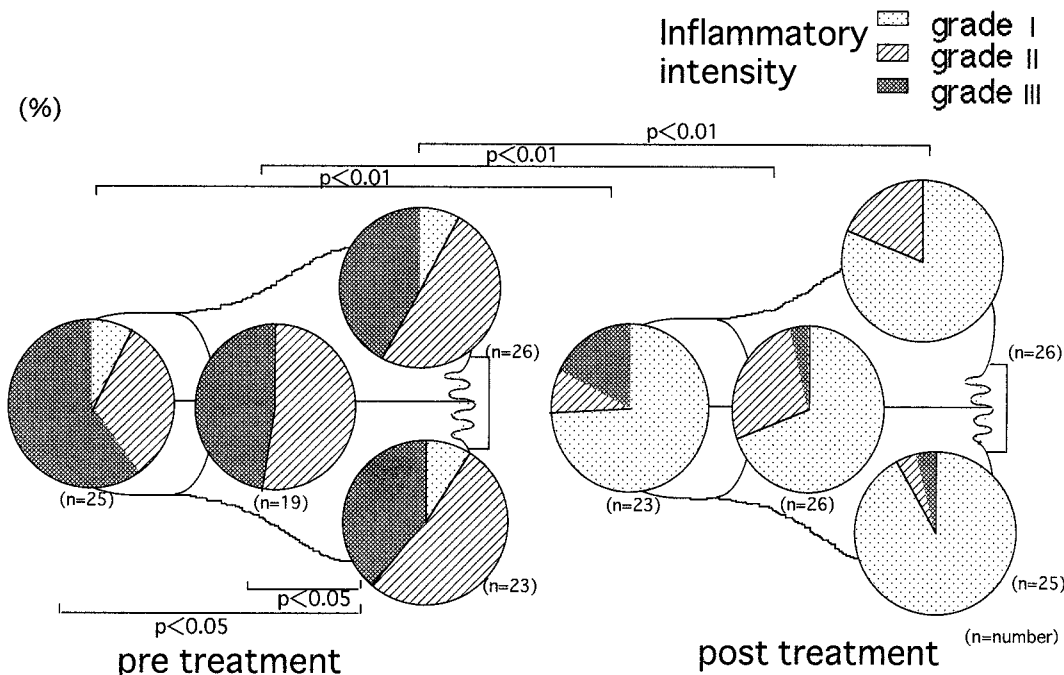 Inflammatory
intensity
grade I
grade II
grade III
(%)
p<0.01
p<0.01
p<0.01
(n=26)
(n=25)
(n=19)
(n=23)
p<0.05
p<0.05
pre treatment
(n=26)
(n=23)
(n=26)
(n=25)
(n=number)
post treatment